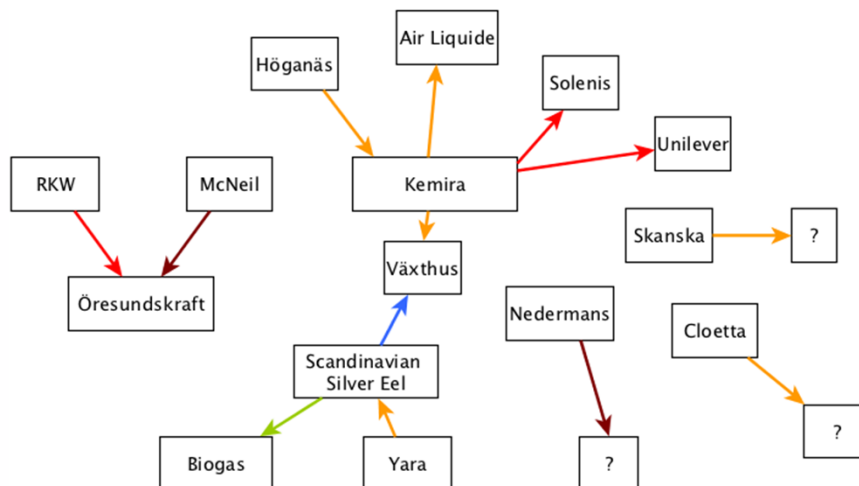 Air Liquide
Höganäs
Solenis
Unilever
RKW
McNeil
Kemira
Skanska
?
Växthus
Öresundskraft
Nedermans
Cloetta
Scandinavian
Silver Eel
?
Biogas
Yara
?